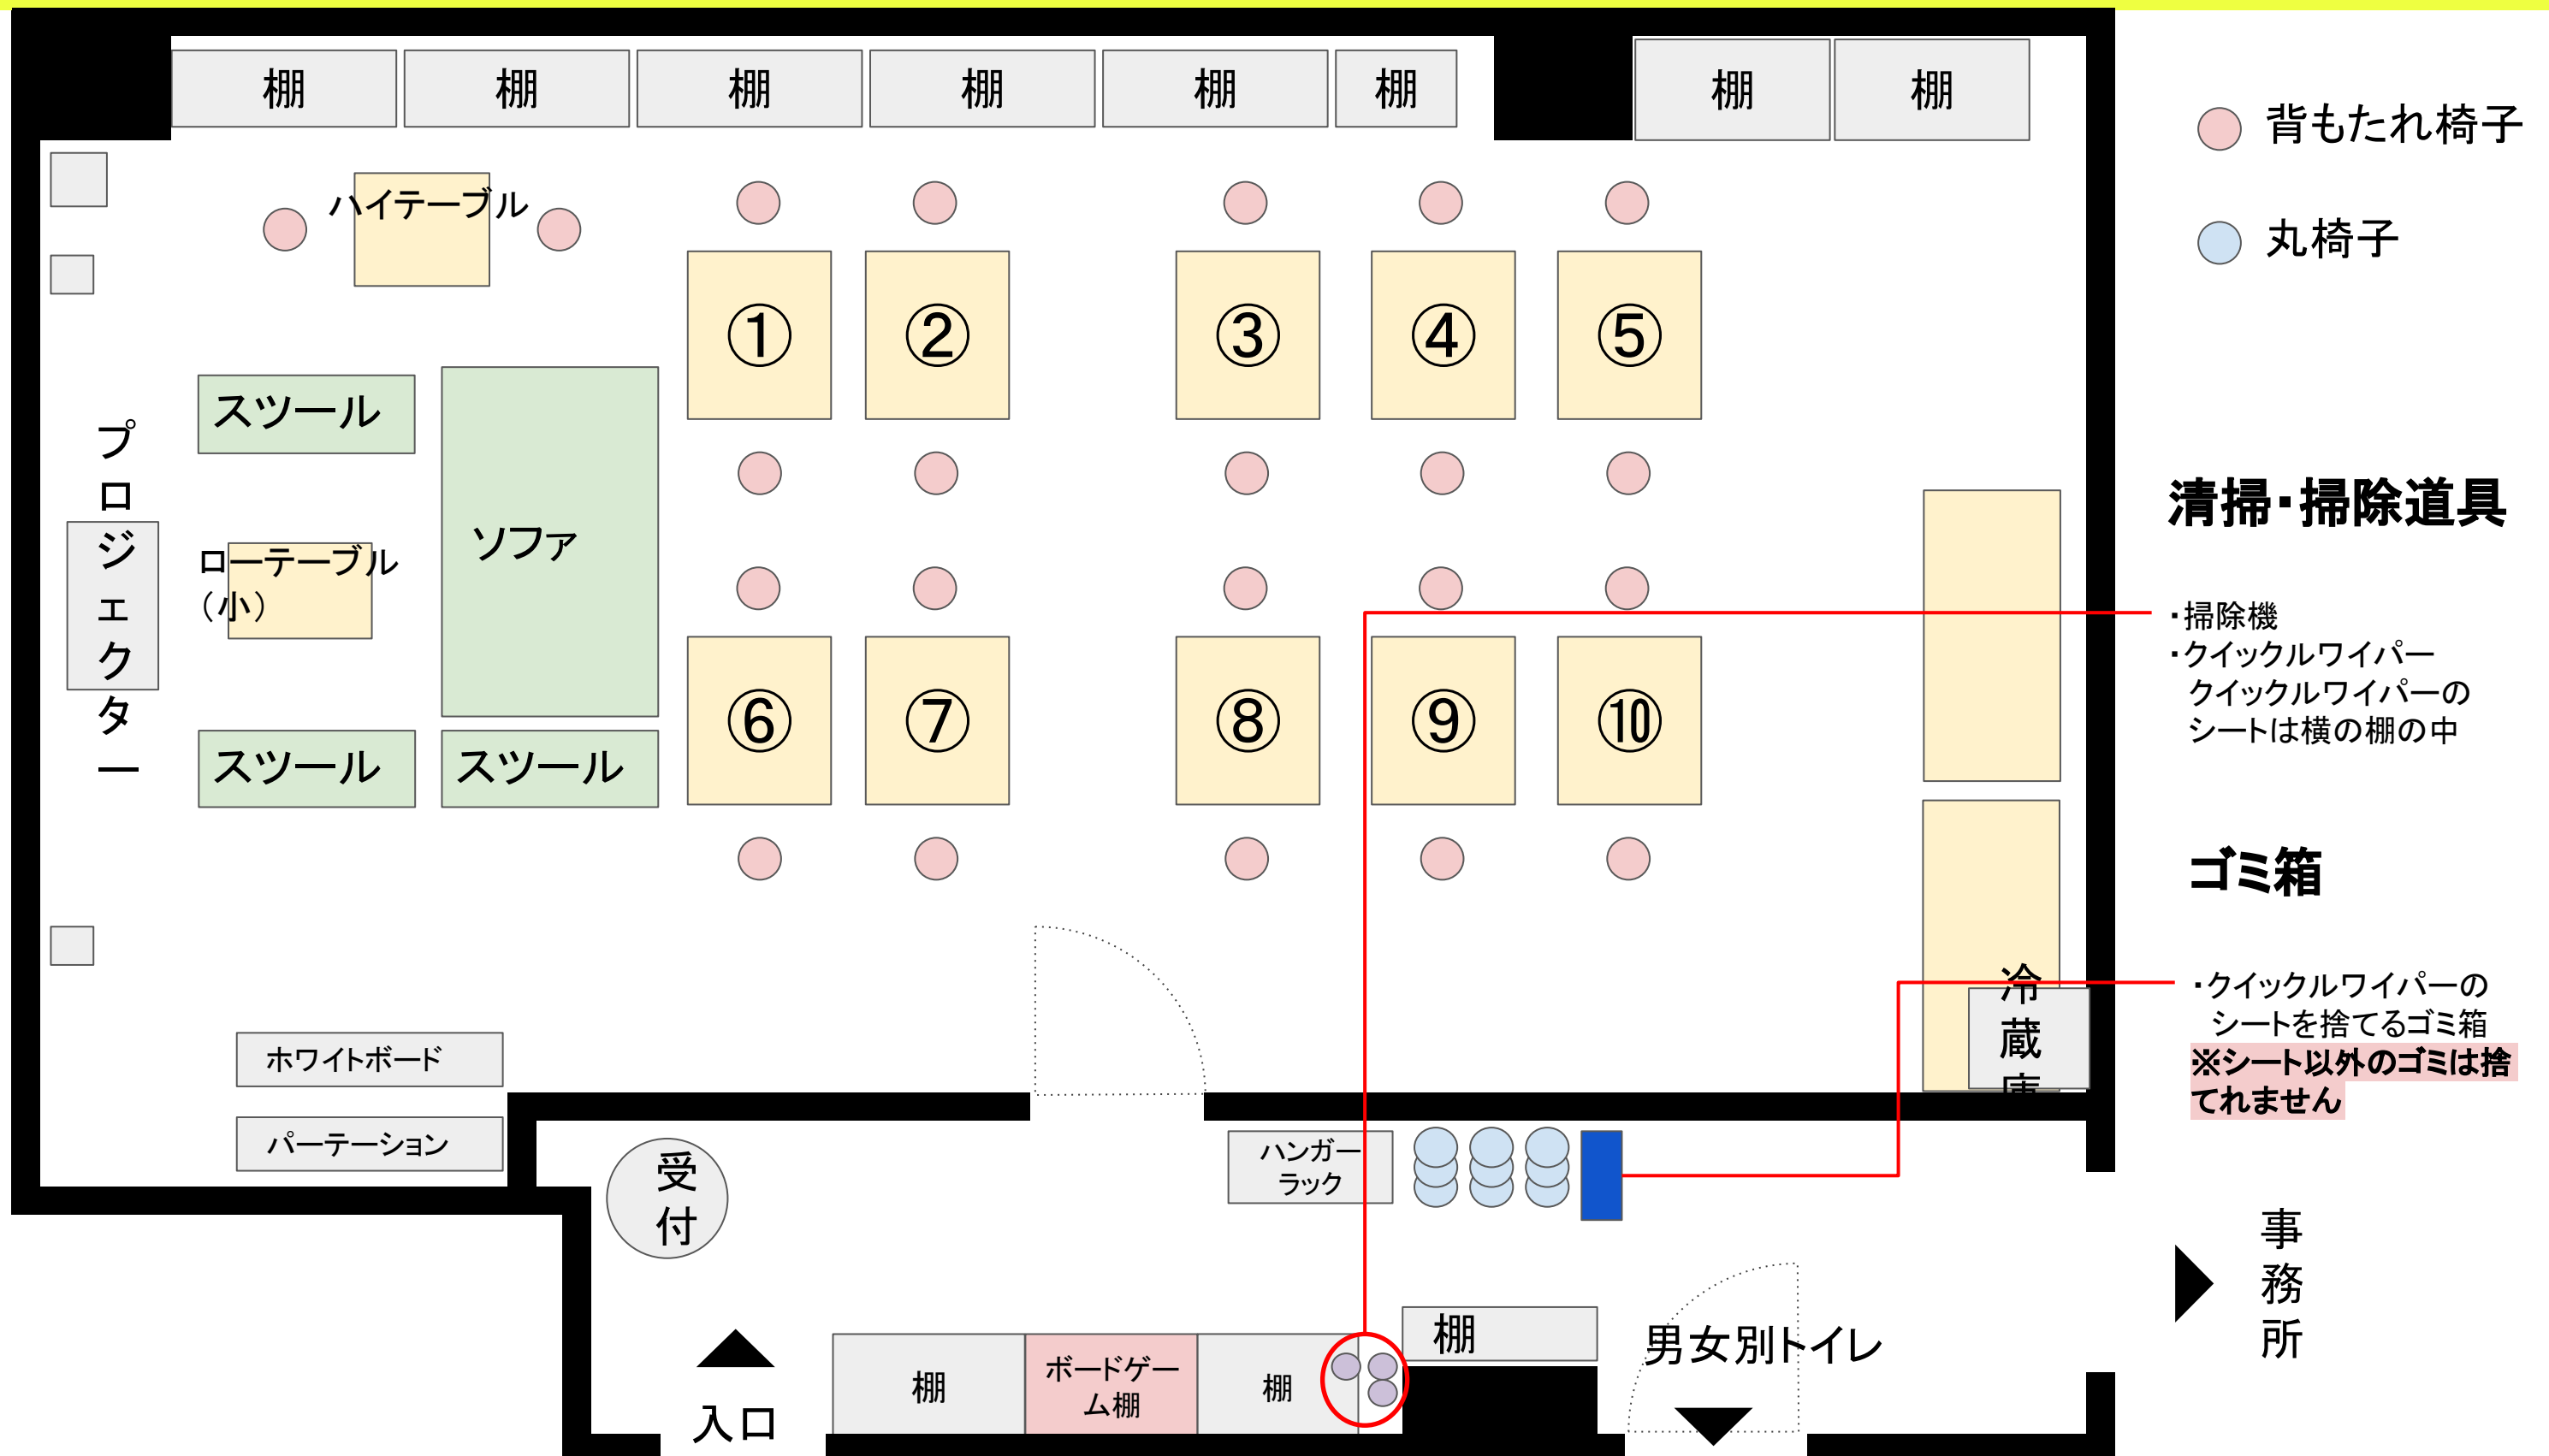 棚
棚
棚
棚
棚
棚
棚
棚
背もたれ椅子
丸椅子
ハイテーブル
①
②
③
④
⑤
スツール
ソファ
プロジェクター
ローテーブル
（小）
スツール
スツール
⑥
⑦
⑧
⑨
⑩
清掃・掃除道具
・掃除機
・クイックルワイパー
クイックルワイパーの
シートは横の棚の中
ゴミ箱
・クイックルワイパーの
シートを捨てるゴミ箱
※シート以外のゴミは捨
てれません
冷蔵庫
ホワイトボード
パーテーション
受付
ハンガー
ラック
事務所
入口
棚
ボードゲー
ム棚
棚
棚
男女別トイレ